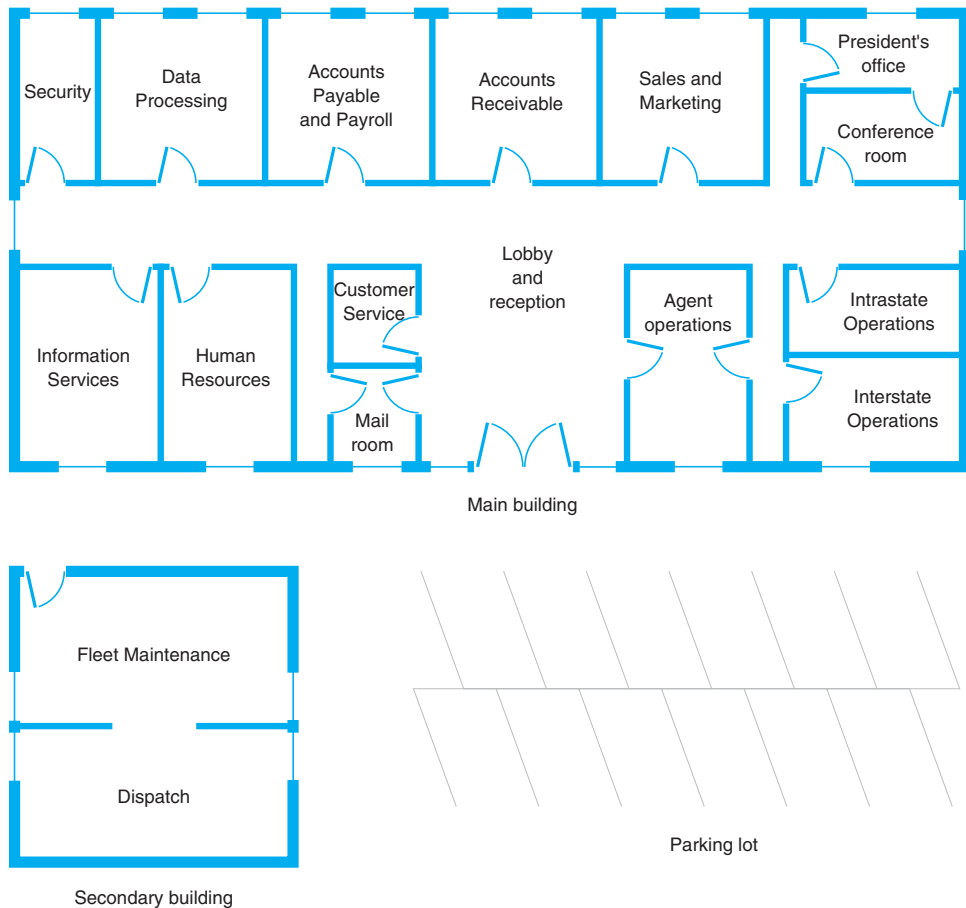 Security
Data
Processing
Accounts
Payable
and Payroll
Accounts
Receivable
Sales and
Marketing
President's
office
Conference
room
Lobby
and
reception
Information
Services
Human
Resources
Customer
Service
Mail
room
Agent
operations
Intrastate
Operations
Interstate
Operations
Main building
Fleet Maintenance
Dispatch
Secondary building
Parking lot